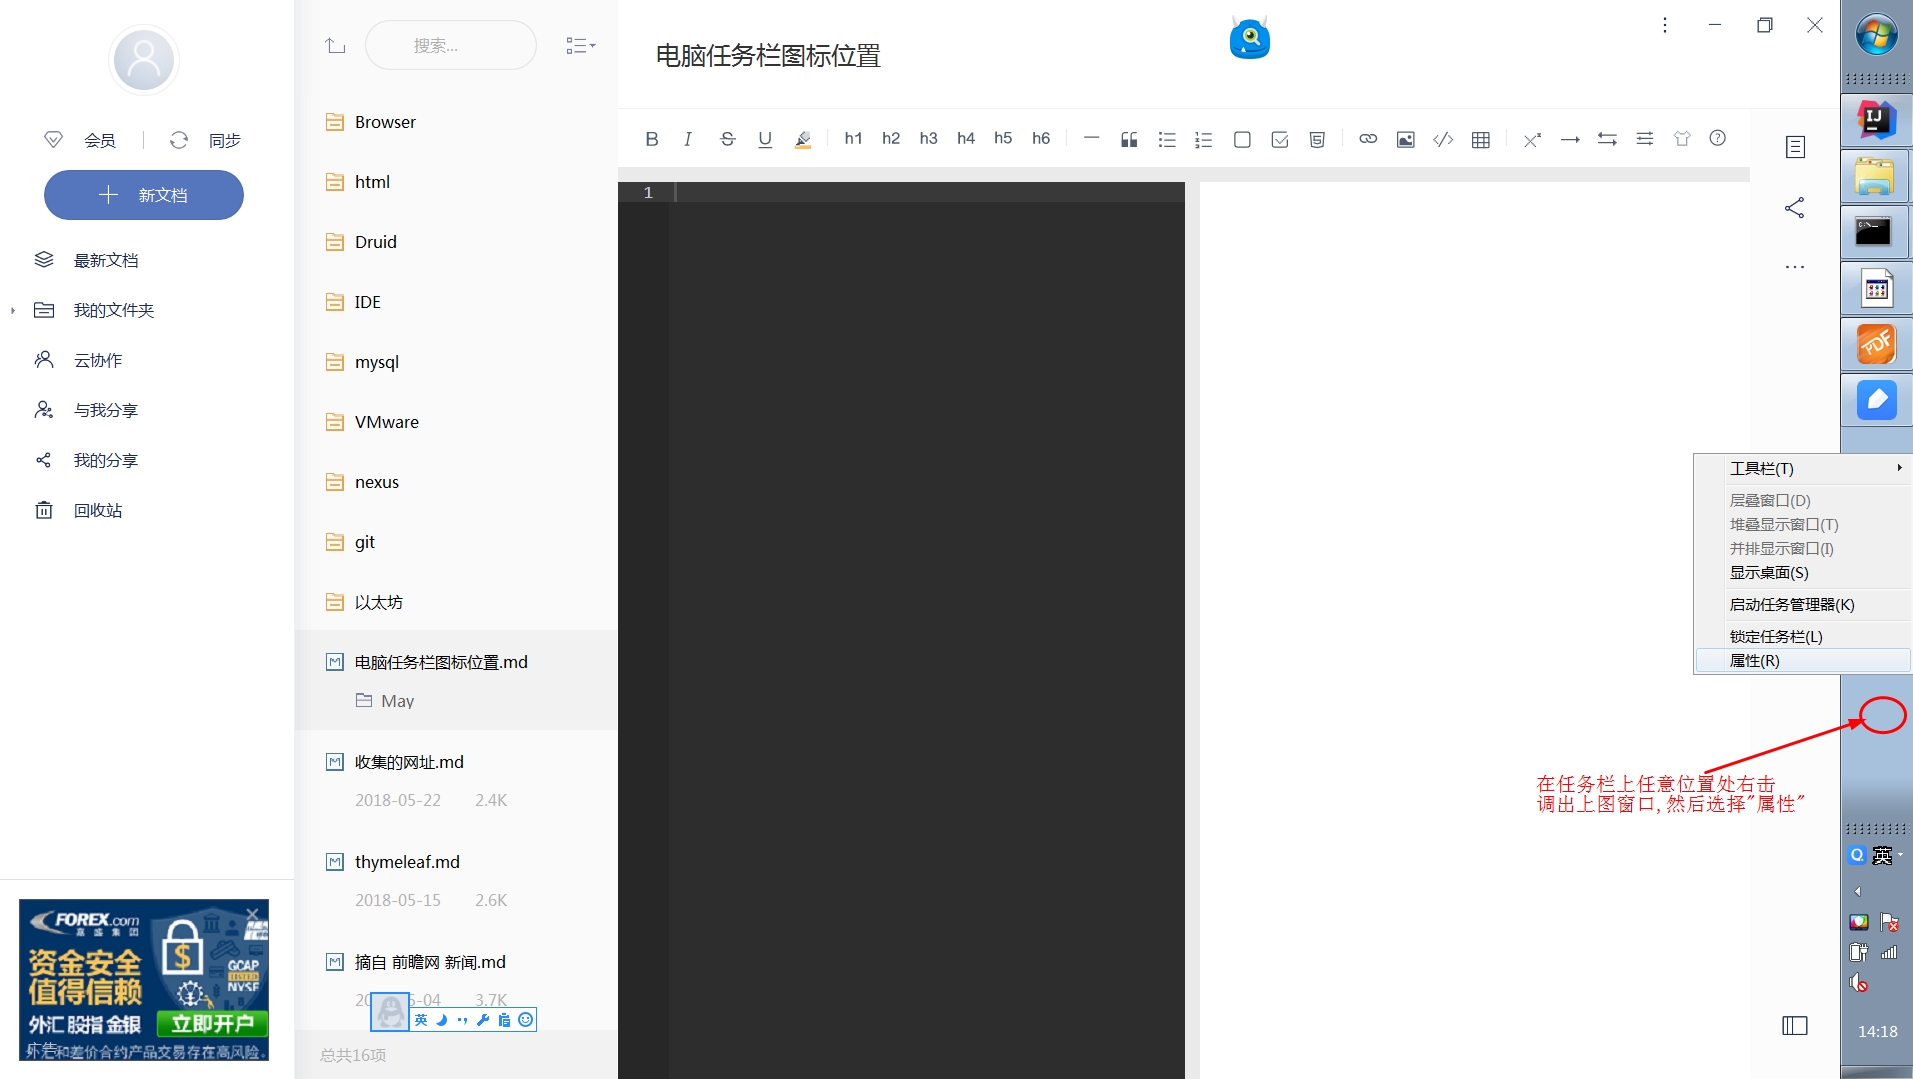 会员
同步
新文档
最新文档
我的文件夹
云协作
与我分享
我的分享
回收站
FOREX.com
嘉盛集团
资金安全
值得信赖
GCAP
LISTED
NYSE
外汇 股指 金银
立即开户
广告
外汇和差价合约产品交易存在高风险。
搜索...
Browser
html
Druid
IDE
mysql
VMware
nexus
git
以太坊
电脑任务栏图标位置.md
May
收集的网址.md
2018-05-22 2.4K
thymeleaf.md
2018-05-15 2.6K
摘自 前瞻网 新闻.md
5-04 3.7K
英
总共16项
电脑任务栏图标位置
B I S U h1 h2 h3 h4 h5 h6
1
IJ
C:\_
PDF
工具栏(T)
层叠窗口(D)
堆叠显示窗口(T)
并排显示窗口(I)
显示桌面(S)
启动任务管理器(K)
锁定任务栏(L)
属性(R)
在任务栏上任意位置处右击
调出上图窗口,然后选择"属性"
英
14:18